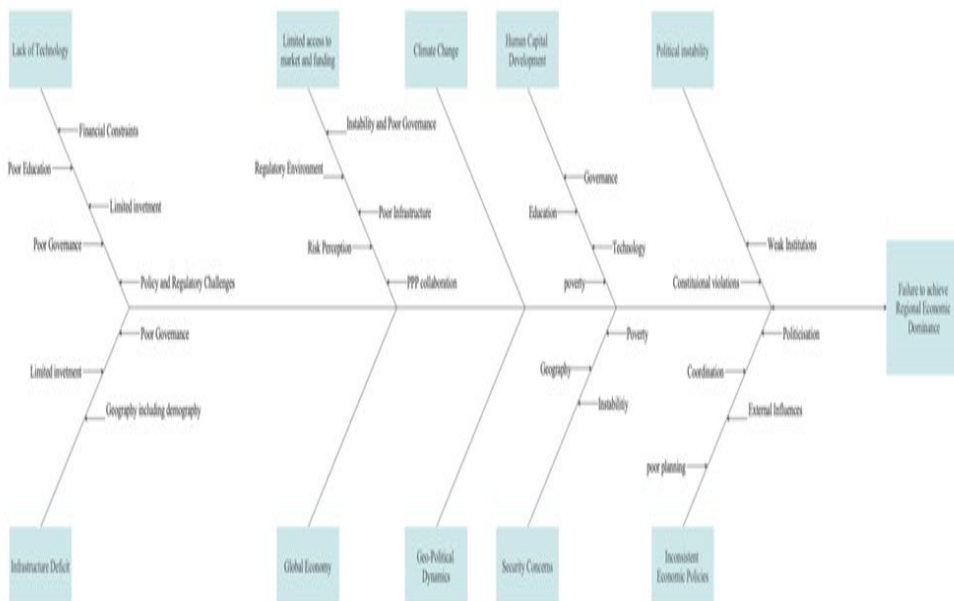 Lack of Technology
Limited access to
market and funding
Climate Change
Human Capital
Development
Political instability
Financial Constraints
Poor Education
Limited invetment
Poor Governance
Policy and Regulatory Challenges
Instability and Poor Governance
Regulatory Environment
Poor Infrastructure
Risk Perception
PPP collaboration
Governance
Education
Technology
poverty
Weak Institutions
Constituional violations
Failure to achieve
Regional Economic
Dominance
Poor Governance
Limited invetment
Geography including demography
Poverty
Geography
Instabilitiy
Politicisation
Coordination
External Influences
poor planning
Infrastructure Deficit
Global Economy
Geo-Political
Dynamics
Security Concerns
Inconsistent
Economic Policies